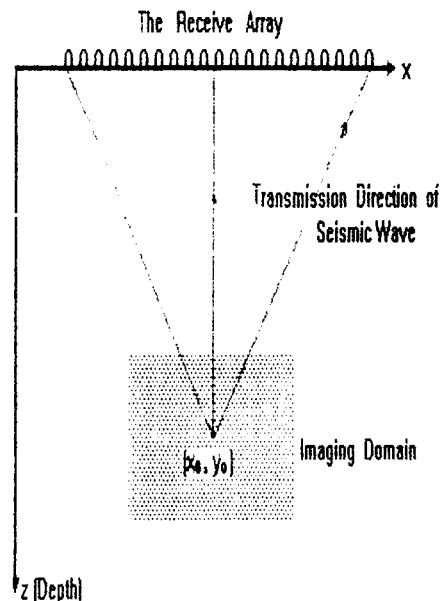 The Receive Array
x
Transmission Direction of
Seismic Wave
(x₀, y₀)
Imaging Domain
z (Depth)